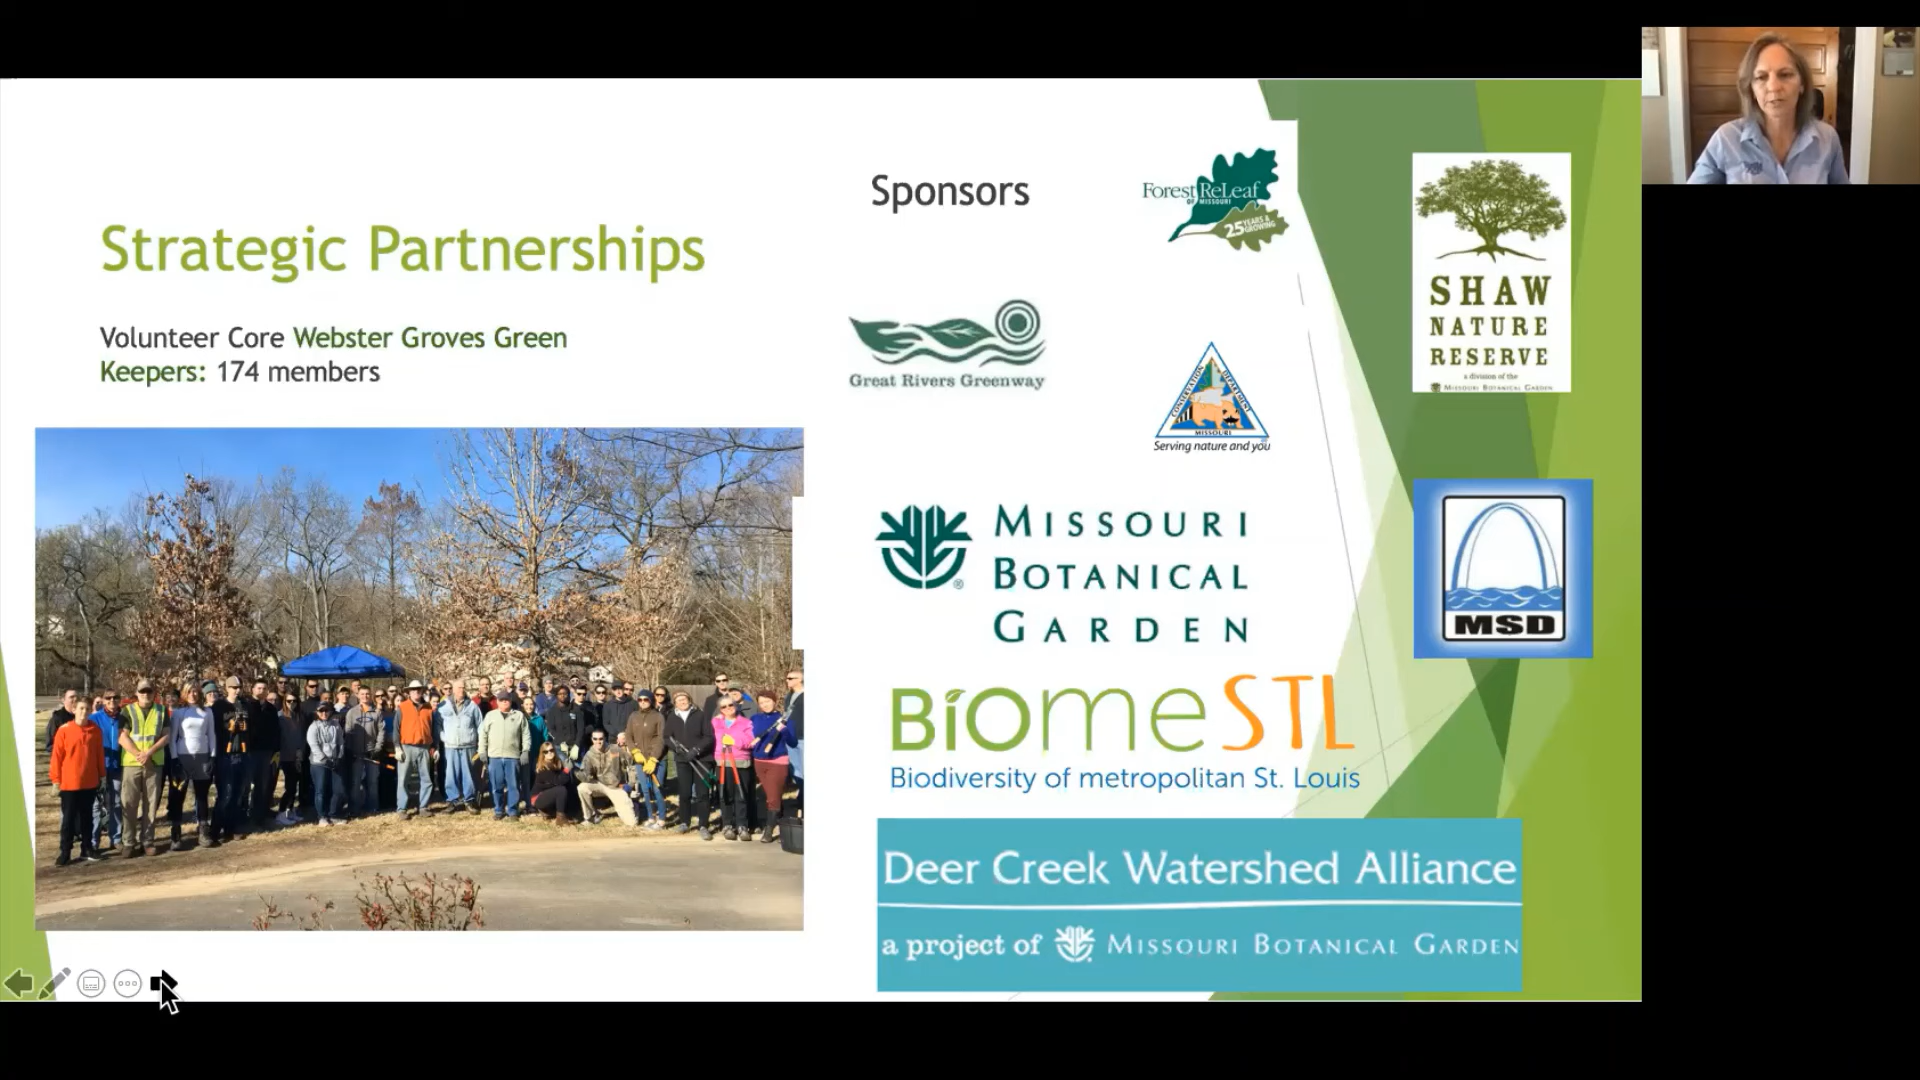 Strategic Partnerships
Volunteer Core Webster Groves Green
Keepers: 174 members
Sponsors
Forest ReLeaf
OF MISSOURI
25 YEARS &
GROWING
Great Rivers Greenway
CONSERVATION DEPARTMENT
MISSOURI
Serving nature and you
SHAW
NATURE
RESERVE
a division of the
MISSOURI BOTANICAL GARDEN
MISSOURI
BOTANICAL
GARDEN
®
MSD
BiomeSTL
Biodiversity of metropolitan St. Louis
Deer Creek Watershed Alliance
a project of MISSOURI BOTANICAL GARDEN